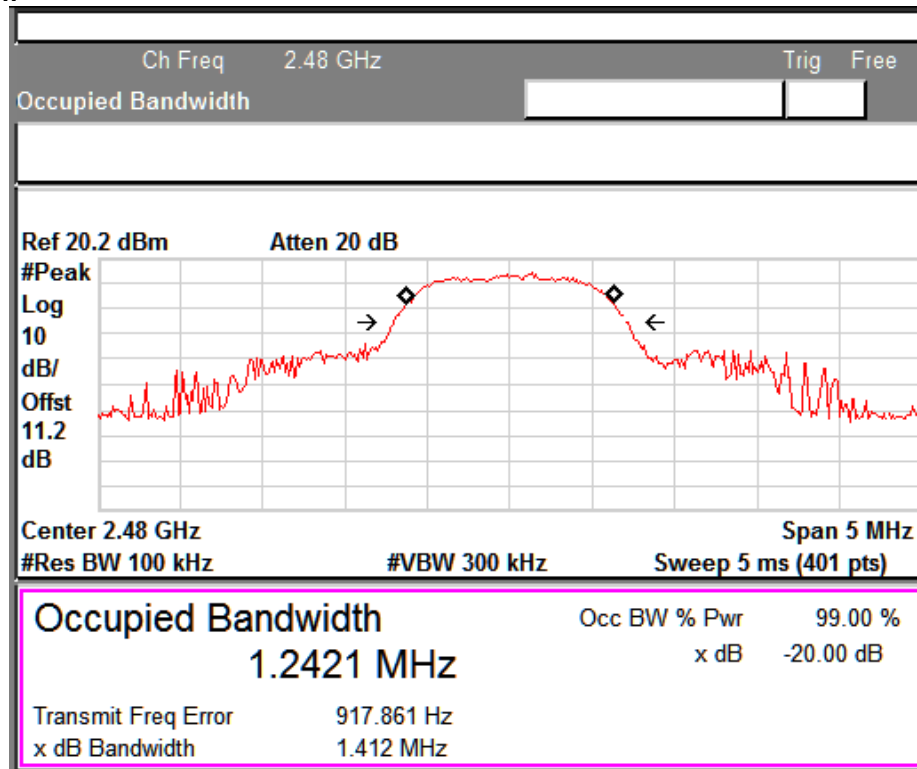 Ch Freq 2.48 GHz Trig Free
Occupied Bandwidth
Ref 20.2 dBm Atten 20 dB
#Peak
Log
10
dB/
Offst
11.2
dB
Center 2.48 GHz Span 5 MHz
#Res BW 100 kHz #VBW 300 kHz Sweep 5 ms (401 pts)
Occupied Bandwidth Occ BW % Pwr 99.00 %
1.2421 MHz x dB -20.00 dB
Transmit Freq Error 917.861 Hz
x dB Bandwidth 1.412 MHz